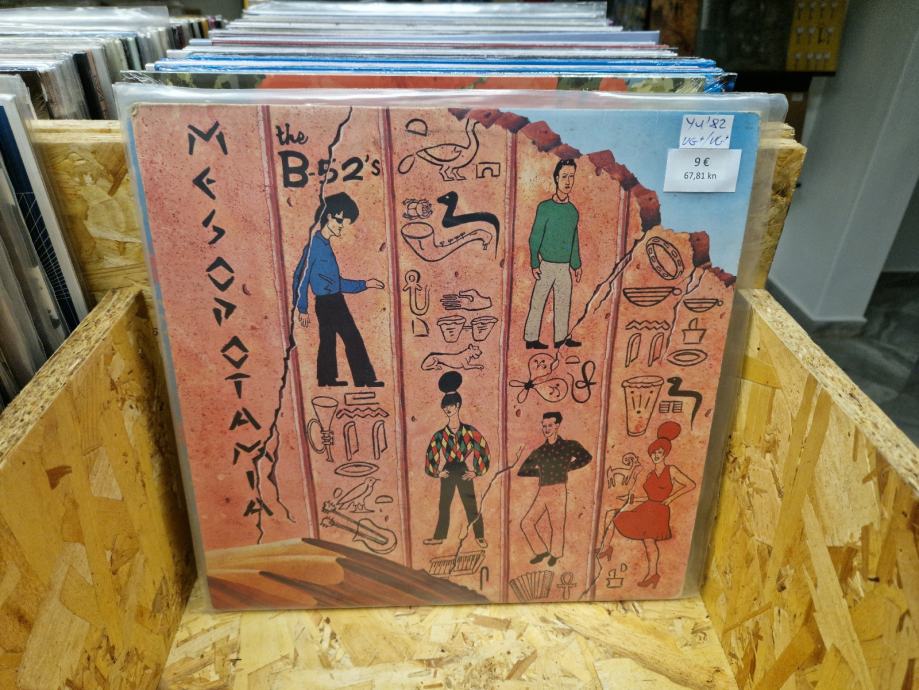 MESOPOTAMIA
the
B-52's
Yu '82
VG+/VG+
9 €
67,81 kn